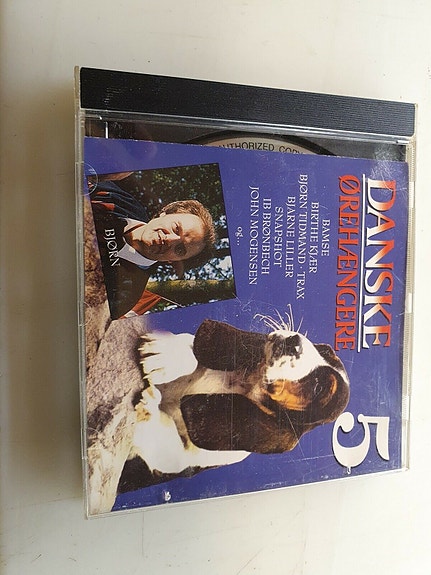 AUTHORIZED COPY
DANSKE
ØREHÆNGERE
5
BAMSE
BIRTHE KJÆR
BJØRN TIDMAND · TRAX
BJARNE LILLER
SNAPSHOT
IB GRØNBECH
JOHN MOGENSEN
og...
BJØRN